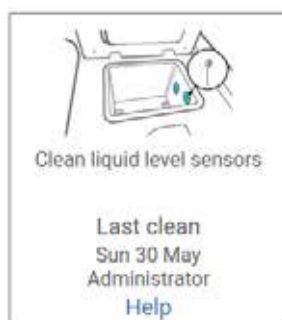 Clean liquid level sensors
Last clean
Sun 30 May
Administrator
Help